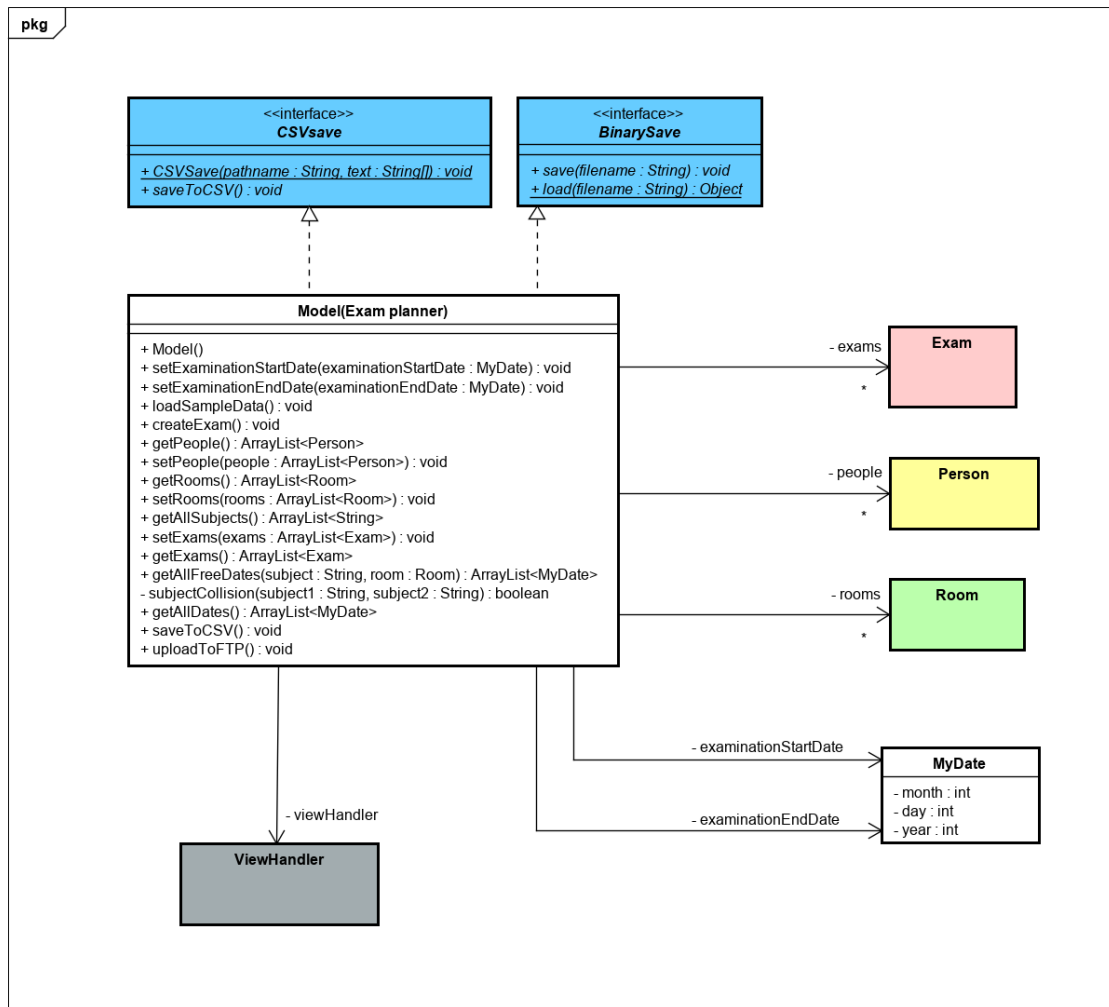 pkg
<<interface>>
CSVsave
+ CSVSave(pathname : String, text : String[]) : void
+ saveToCSV() : void
<<interface>>
BinarySave
+ save(filename : String) : void
+ load(filename : String) : Object
Model(Exam planner)
+ Model()
+ setExaminationStartDate(examinationStartDate : MyDate) : void
+ setExaminationEndDate(examinationEndDate : MyDate) : void
+ loadSampleData() : void
+ createExam() : void
+ getPeople() : ArrayList<Person>
+ setPeople(people : ArrayList<Person>) : void
+ getRooms() : ArrayList<Room>
+ setRooms(rooms : ArrayList<Room>) : void
+ getAllSubjects() : ArrayList<String>
+ setExams(exams : ArrayList<Exam>) : void
+ getExams() : ArrayList<Exam>
+ getAllFreeDates(subject : String, room : Room) : ArrayList<MyDate>
- subjectCollision(subject1 : String, subject2 : String) : boolean
+ getAllDates() : ArrayList<MyDate>
+ saveToCSV() : void
+ uploadToFTP() : void
- exams
*
Exam
- people
*
Person
- rooms
*
Room
- examinationStartDate
- examinationEndDate
MyDate
- month : int
- day : int
- year : int
- viewHandler
ViewHandler